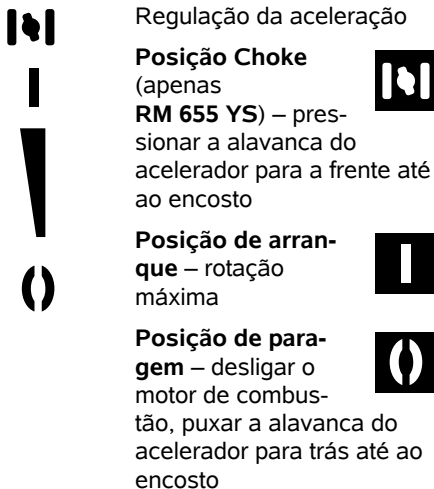 Regulação da aceleração
Posição Choke
(apenas
RM 655 YS) – pres-
sionar a alavanca do
acelerador para a frente até
ao encosto
Posição de arran-
que – rotação
máxima
Posição de para-
gem – desligar o
motor de combus-
tão, puxar a alavanca do
acelerador para trás até ao
encosto